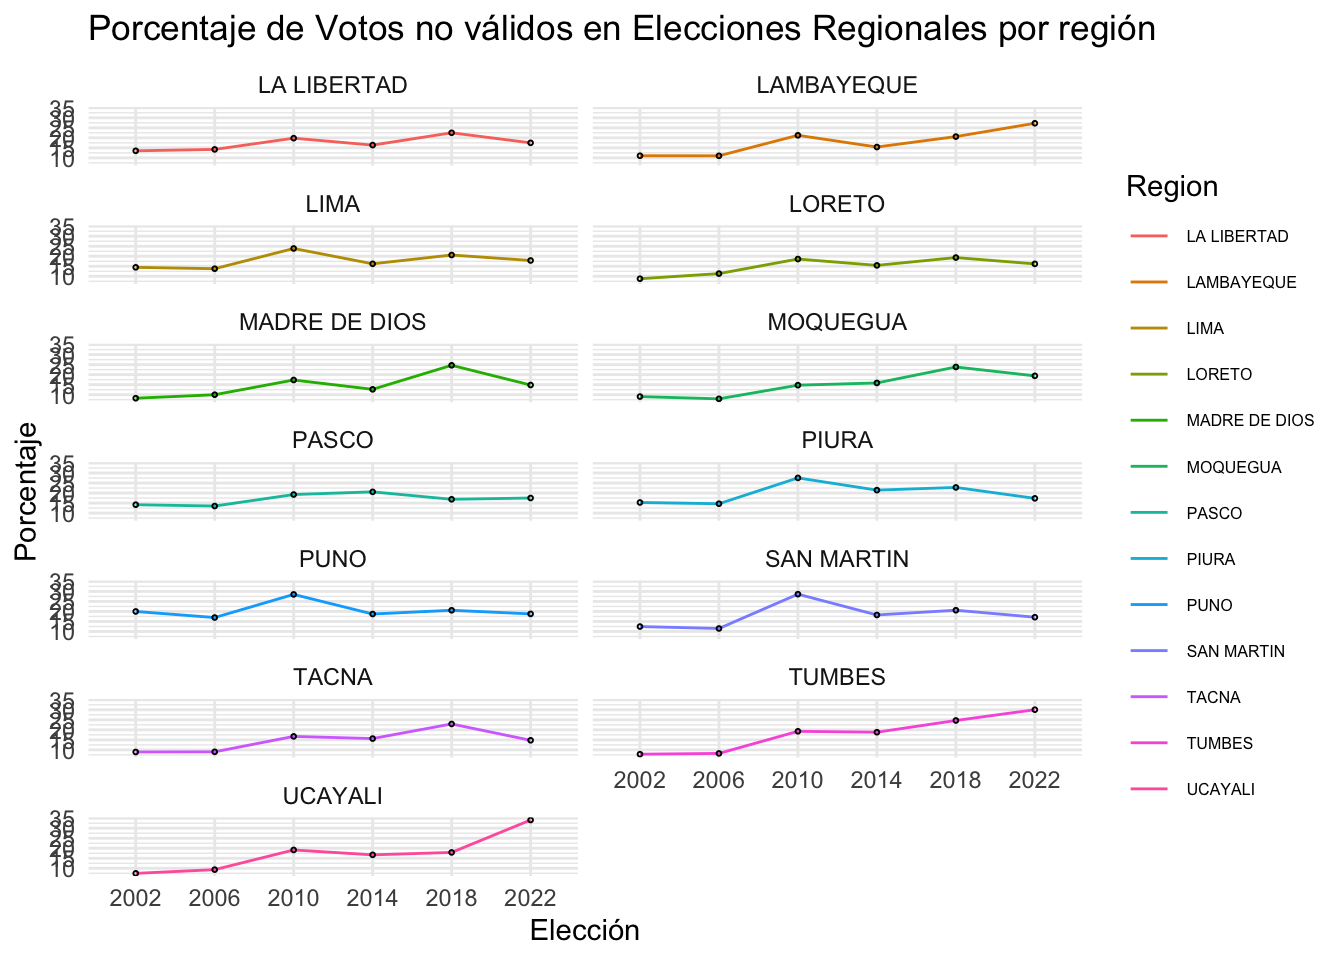 Porcentaje de Votos no válidos en Elecciones Regionales por región
LA LIBERTAD
LAMBAYEQUE
35
30
25
20
15
10
LIMA
LORETO
35
30
25
20
15
10
MADRE DE DIOS
MOQUEGUA
35
30
25
20
15
10
PASCO
PIURA
35
30
25
20
15
10
PUNO
SAN MARTIN
35
30
25
20
15
10
TACNA
TUMBES
35
30
25
20
15
10
2002 2006 2010 2014 2018 2022
UCAYALI
35
30
25
20
15
10
2002 2006 2010 2014 2018 2022
Elección
Porcentaje
Region
LA LIBERTAD
LAMBAYEQUE
LIMA
LORETO
MADRE DE DIOS
MOQUEGUA
PASCO
PIURA
PUNO
SAN MARTIN
TACNA
TUMBES
UCAYALI